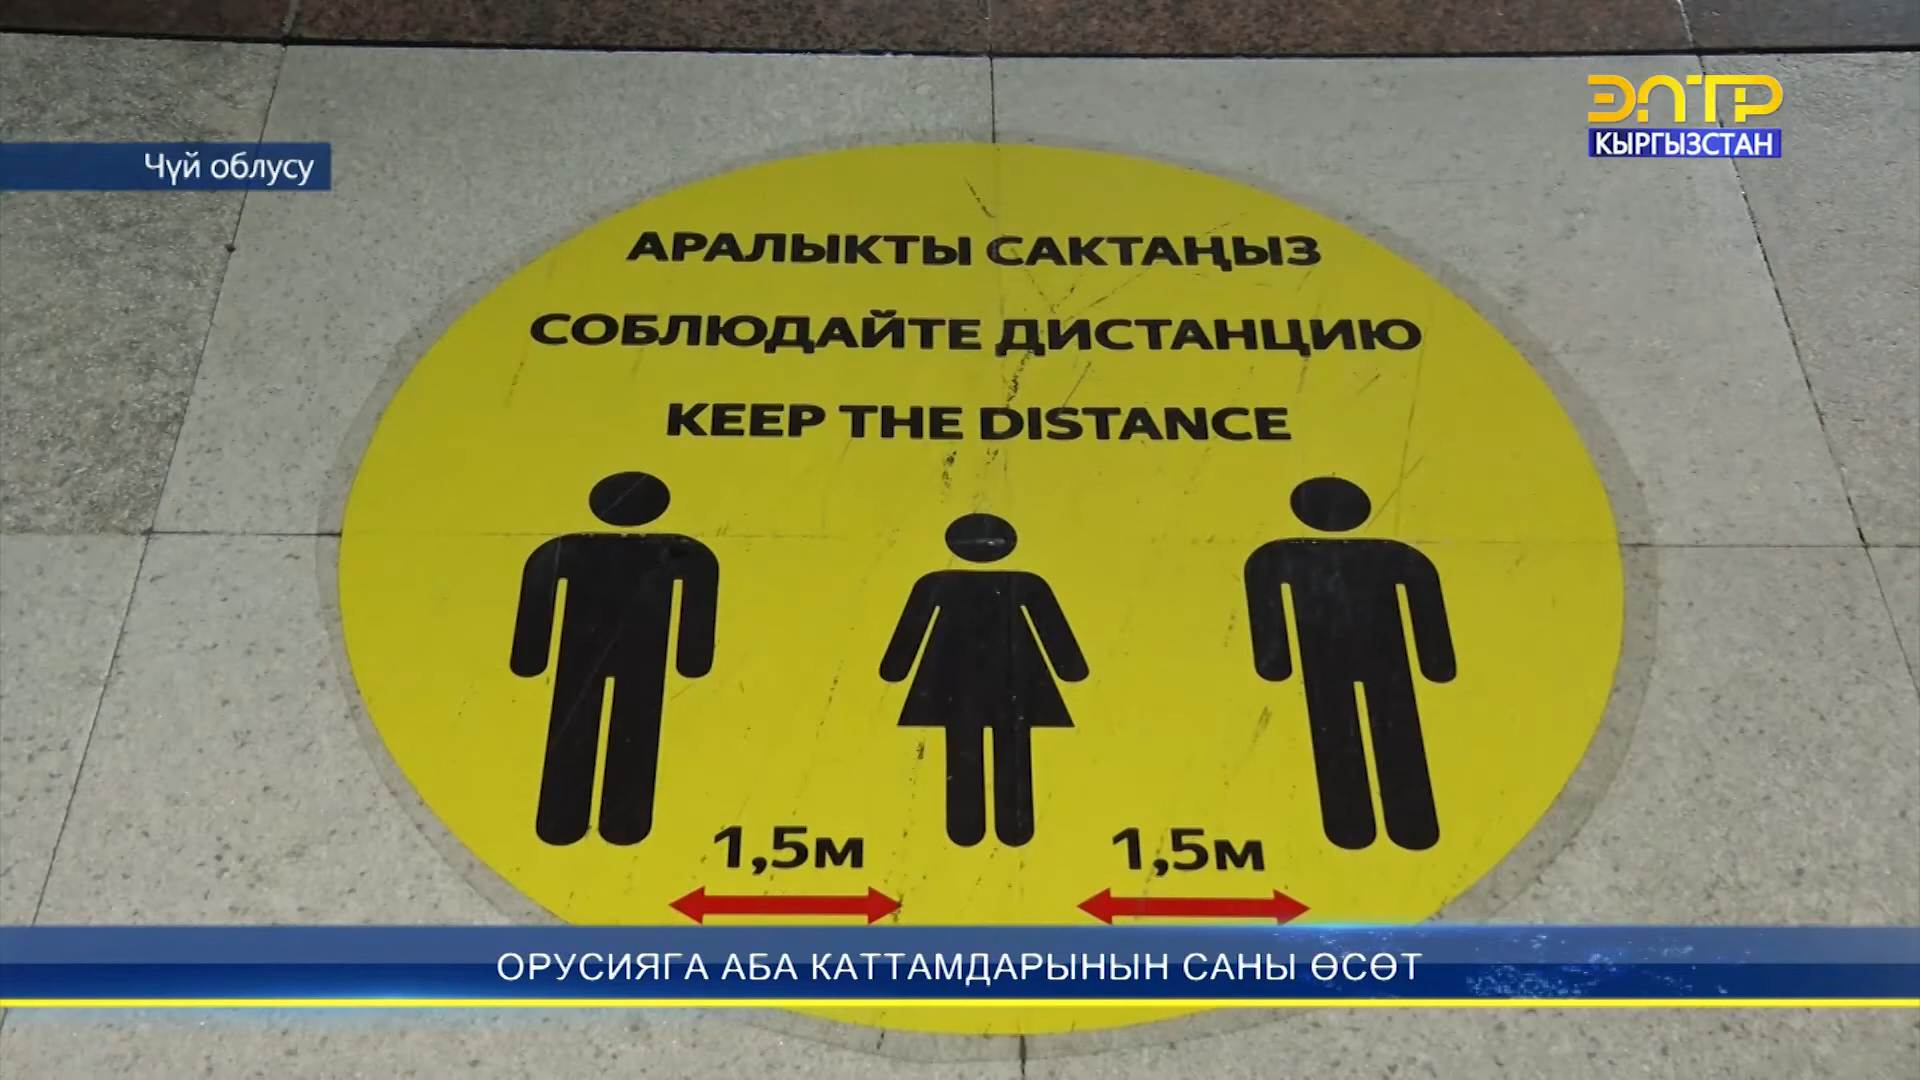 ЭЛТР
КЫРГЫЗСТАН
Чүй облусу
АРАЛЫКТЫ САКТАҢЫЗ
СОБЛЮДАЙТЕ ДИСТАНЦИЮ
KEEP THE DISTANCE
1,5м 1,5м
ОРУСИЯГА АБА КАТТАМДАРЫНЫН САНЫ ӨСӨТ